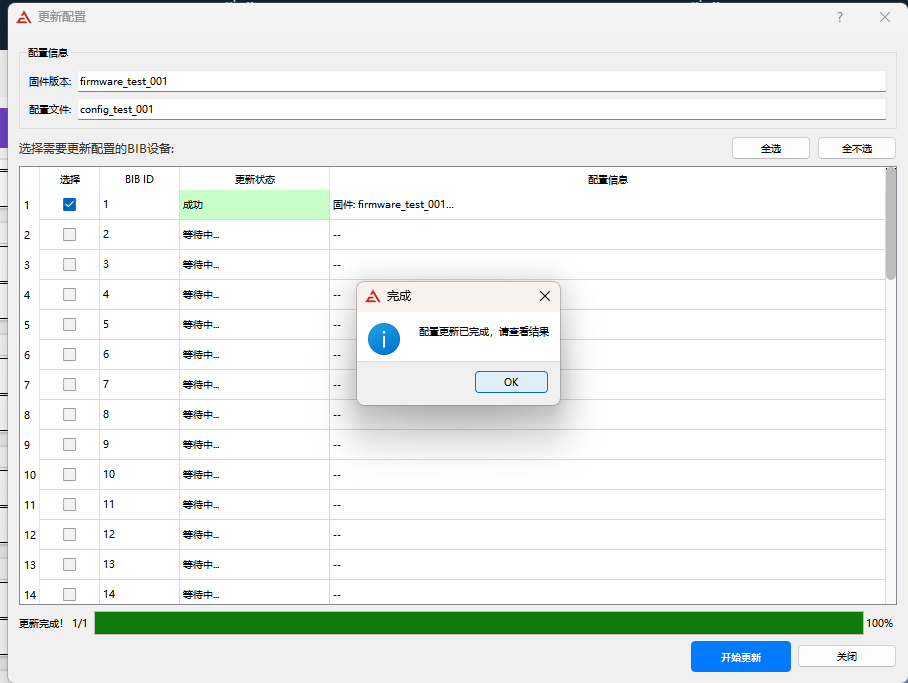 更新配置 ?
配置信息
固件版本: firmware_test_001
配置文件: config_test_001
选择需要更新配置的BIB设备: 全选 全不选
选择 BIB ID 更新状态 配置信息
1 1 成功 固件: firmware_test_001...
2 2 等待中... --
3 3 等待中... --
4 4 等待中... --
5 5 等待中... --
6 6 等待中... --
7 7 等待中... --
8 8 等待中... --
9 9 等待中... --
10 10 等待中... --
11 11 等待中... --
12 12 等待中... --
13 13 等待中... --
14 14 等待中... --
完成
配置更新已完成，请查看结果
OK
更新完成！ 1/1 100%
开始更新 关闭